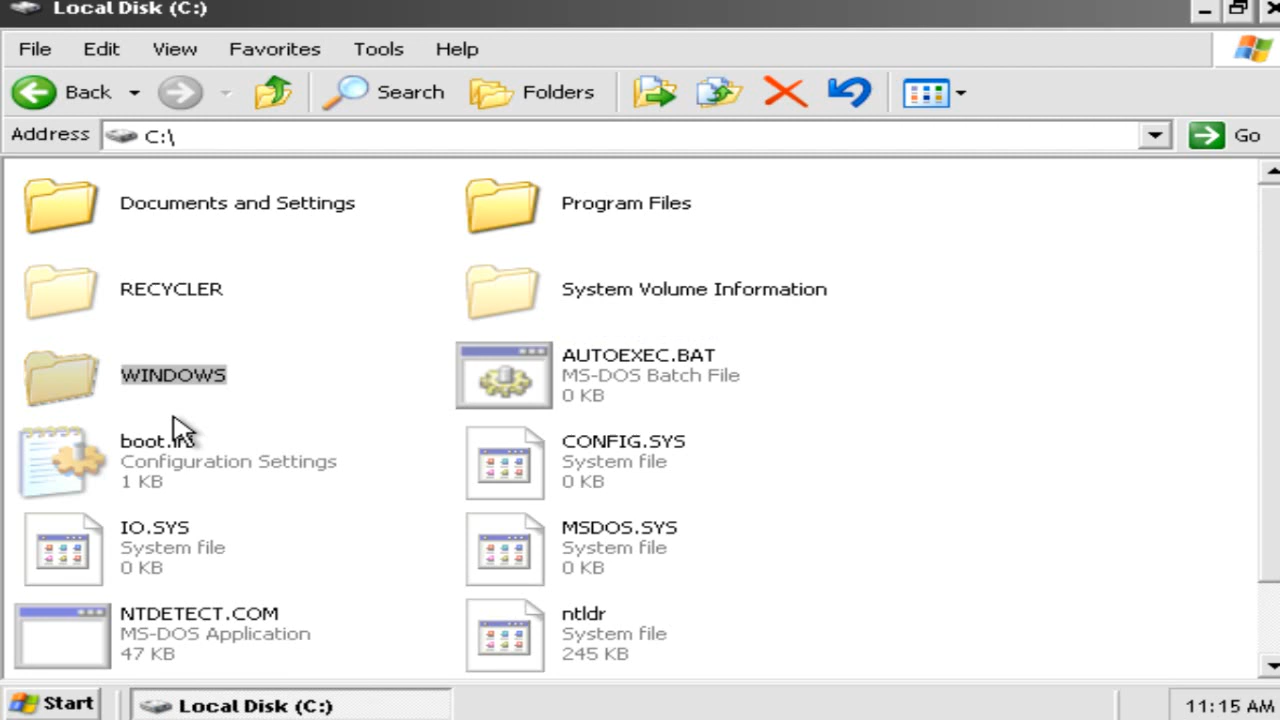 Local Disk (C:)
File Edit View Favorites Tools Help
Back Search Folders
Address C:\ Go
Documents and Settings
Program Files
RECYCLER
System Volume Information
WINDOWS
AUTOEXEC.BAT
MS-DOS Batch File
0 KB
boot.ini
Configuration Settings
1 KB
CONFIG.SYS
System file
0 KB
IO.SYS
System file
0 KB
MSDOS.SYS
System file
0 KB
NTDETECT.COM
MS-DOS Application
47 KB
ntldr
System file
245 KB
Start Local Disk (C:) 11:15 AM